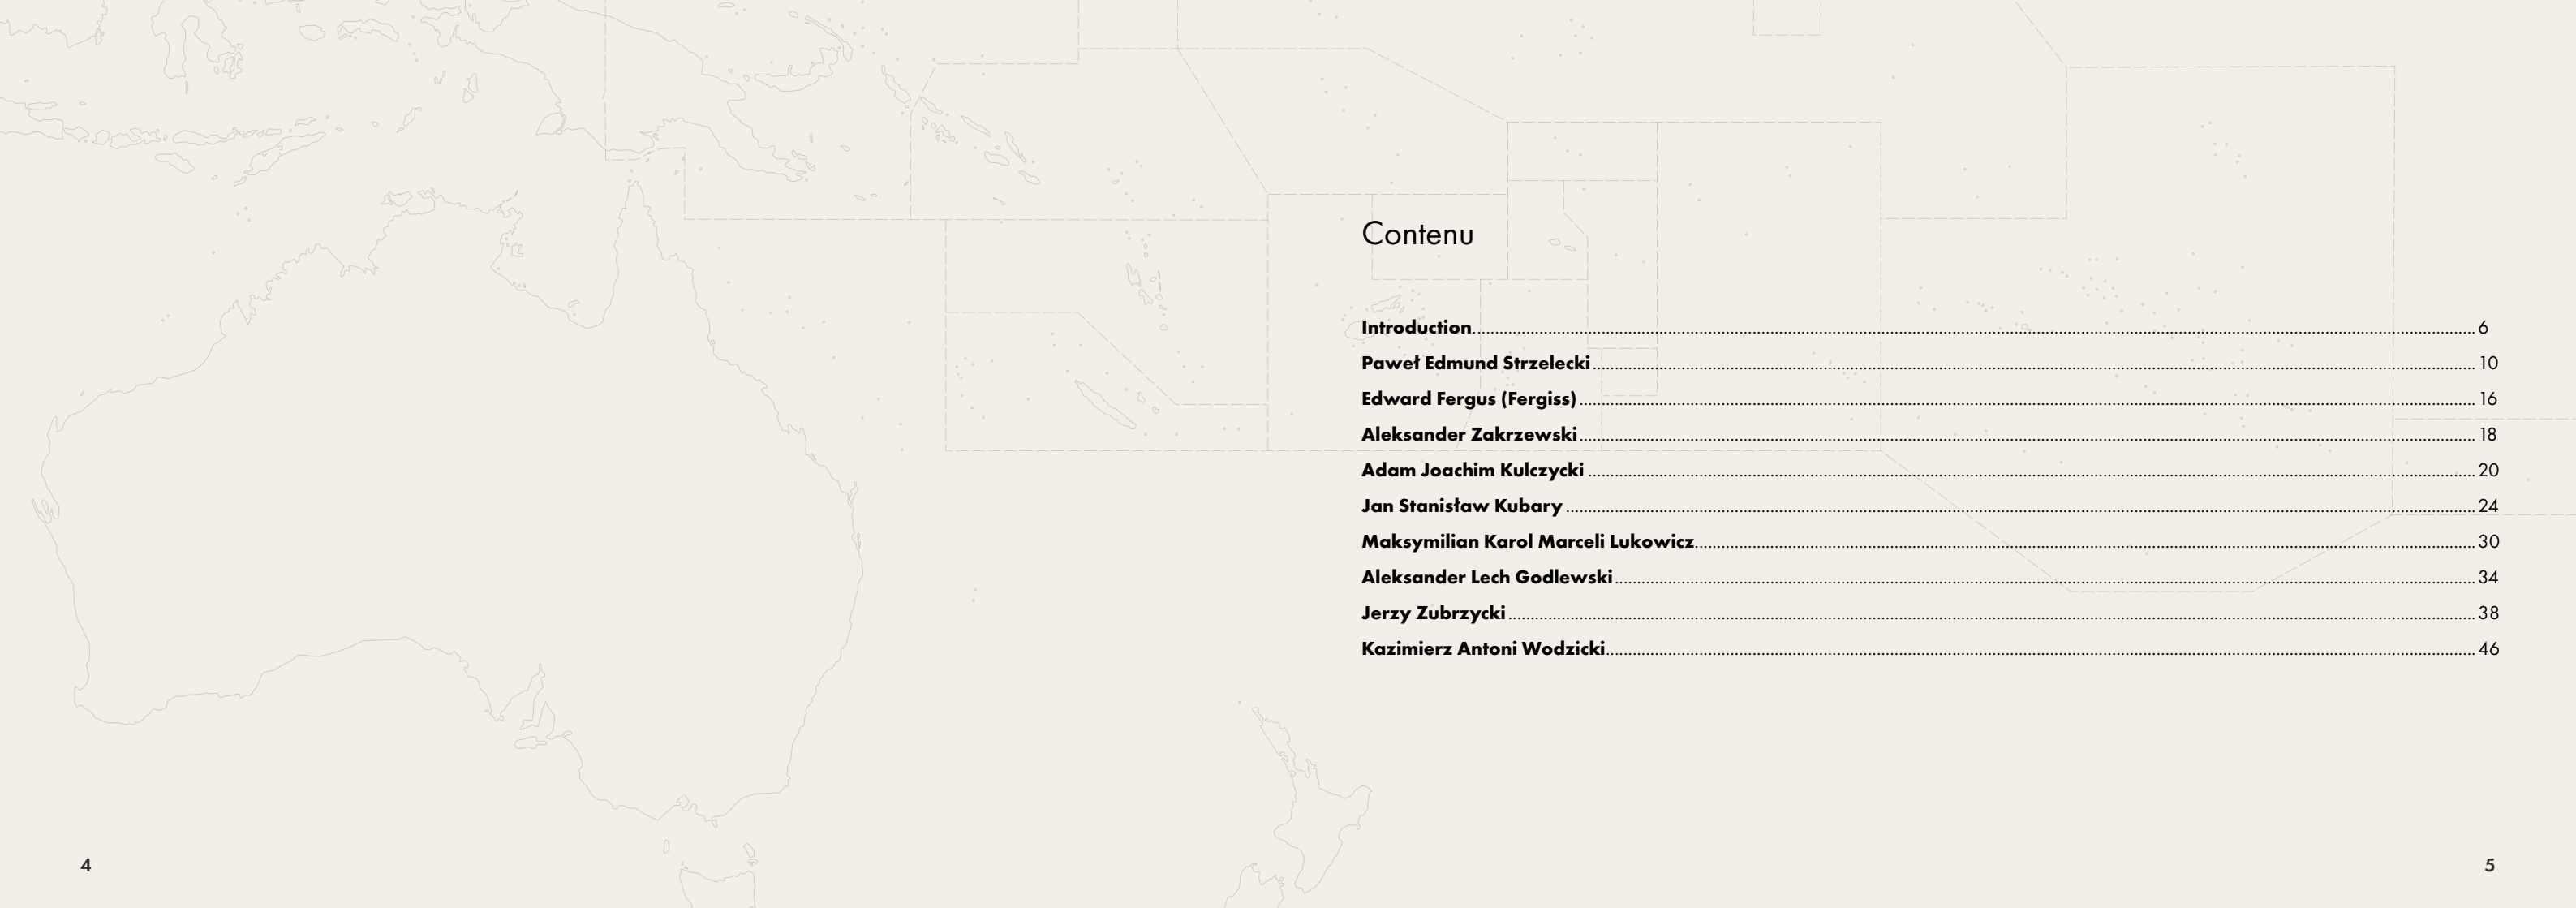 Contenu
Introduction 6
Paweł Edmund Strzelecki 10
Edward Fergus (Fergiss) 16
Aleksander Zakrzewski 18
Adam Joachim Kulczycki 20
Jan Stanisław Kubary 24
Maksymilian Karol Marceli Lukowicz 30
Aleksander Lech Godlewski 34
Jerzy Zubrzycki 38
Kazimierz Antoni Wodzicki 46
4
5